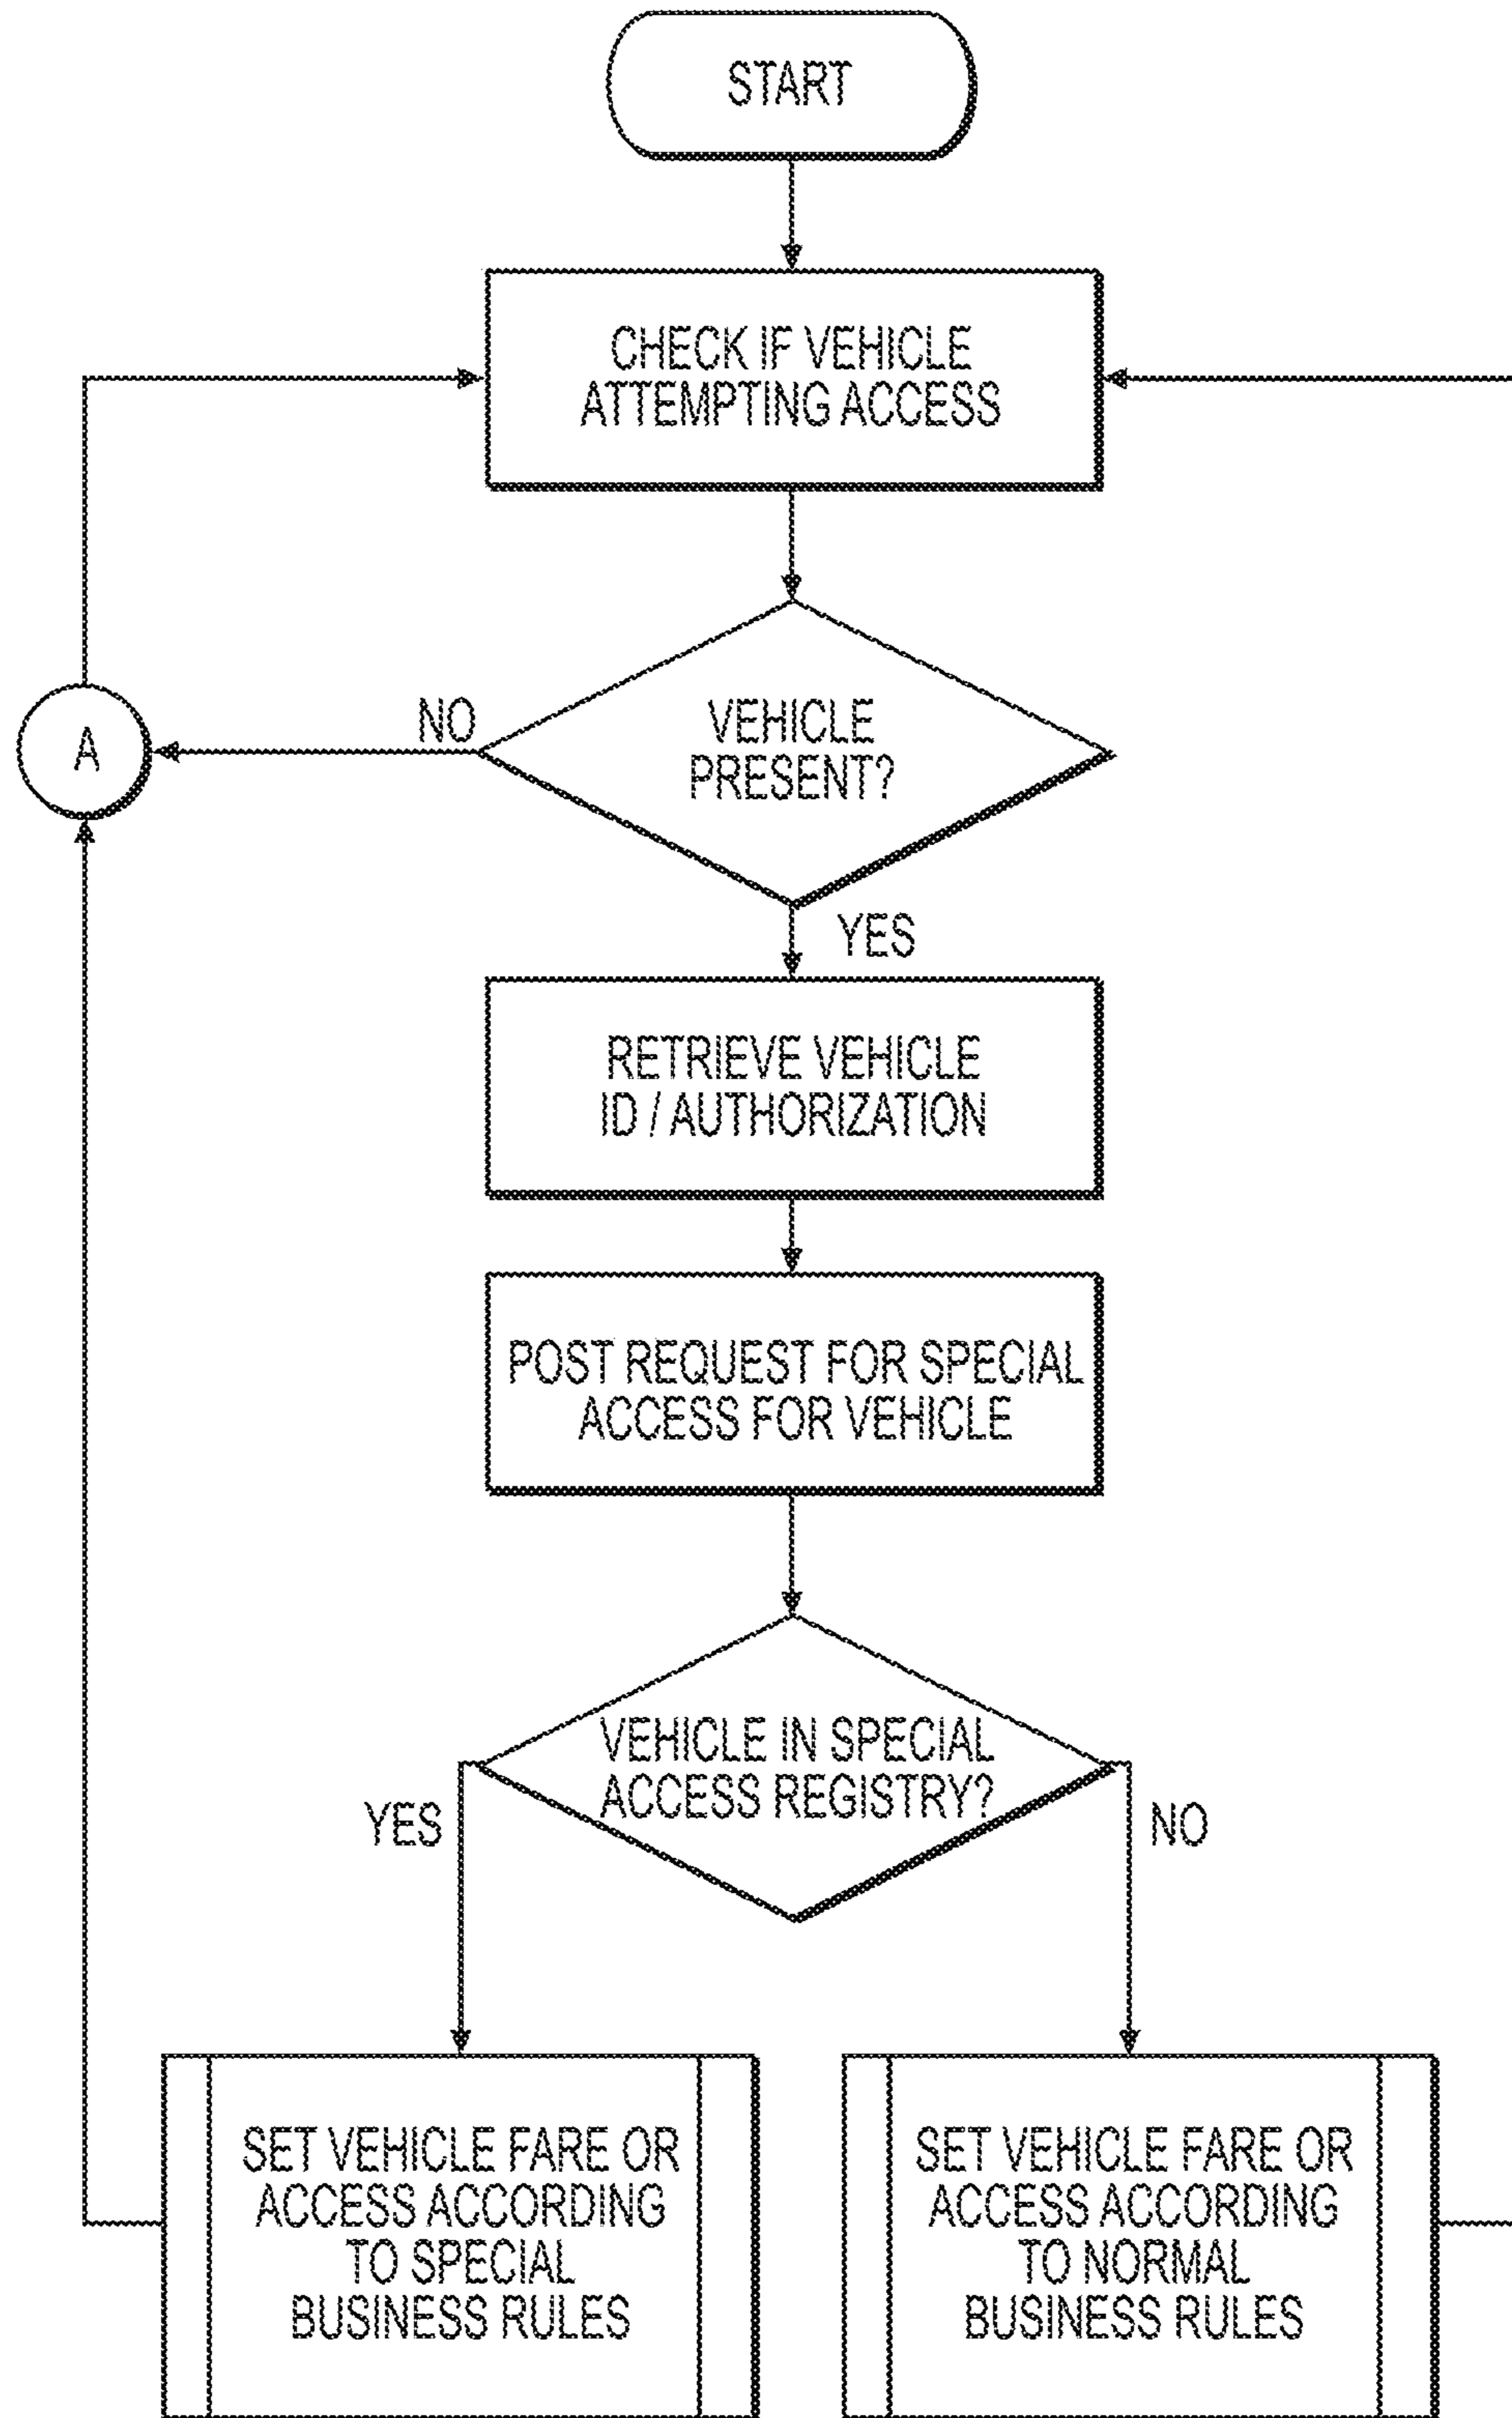 START
CHECK IF VEHICLE
ATTEMPTING ACCESS
A
NO
VEHICLE
PRESENT?
YES
RETRIEVE VEHICLE
ID / AUTHORIZATION
POST REQUEST FOR SPECIAL
ACCESS FOR VEHICLE
VEHICLE IN SPECIAL
ACCESS REGISTRY?
YES
NO
SET VEHICLE FARE OR
ACCESS ACCORDING
TO SPECIAL
BUSINESS RULES
SET VEHICLE FARE OR
ACCESS ACCORDING
TO NORMAL
BUSINESS RULES